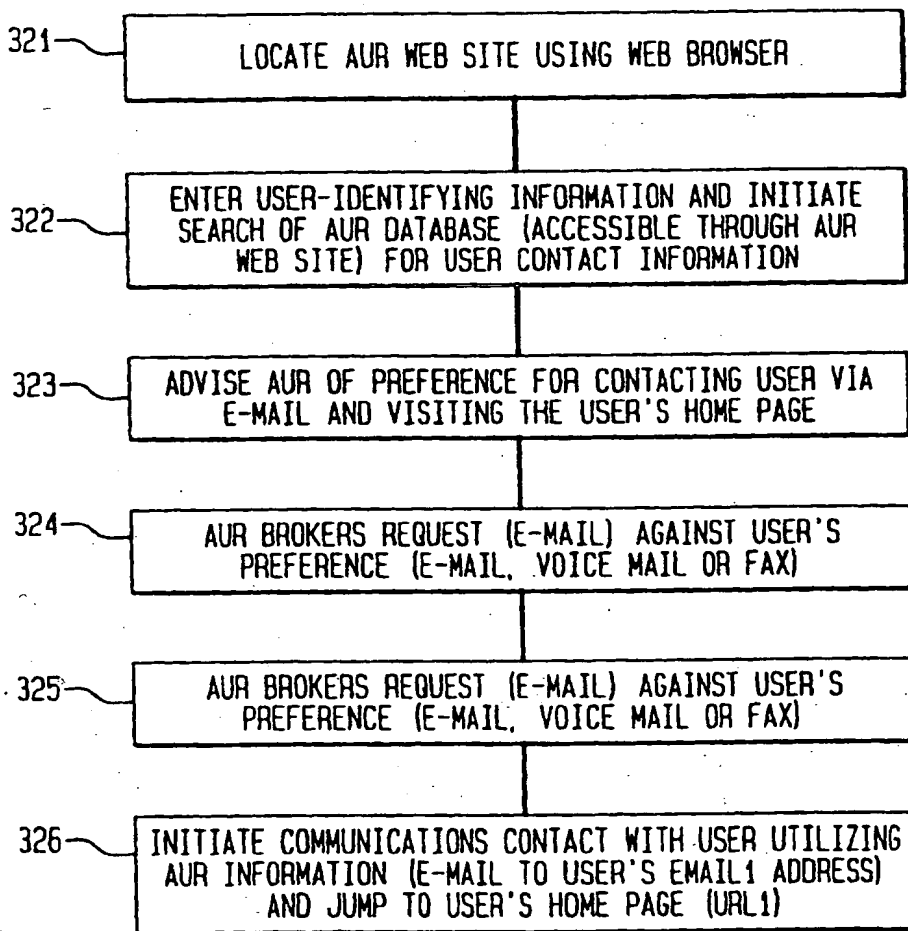 321
LOCATE AUR WEB SITE USING WEB BROWSER
322
ENTER USER-IDENTIFYING INFORMATION AND INITIATE
SEARCH OF AUR DATABASE (ACCESSIBLE THROUGH AUR
WEB SITE) FOR USER CONTACT INFORMATION
323
ADVISE AUR OF PREFERENCE FOR CONTACTING USER VIA
E-MAIL AND VISITING THE USER'S HOME PAGE
324
AUR BROKERS REQUEST (E-MAIL) AGAINST USER'S
PREFERENCE (E-MAIL, VOICE MAIL OR FAX)
325
AUR BROKERS REQUEST (E-MAIL) AGAINST USER'S
PREFERENCE (E-MAIL, VOICE MAIL OR FAX)
326
INITIATE COMMUNICATIONS CONTACT WITH USER UTILIZING
AUR INFORMATION (E-MAIL TO USER'S EMAIL1 ADDRESS)
AND JUMP TO USER'S HOME PAGE (URL1)